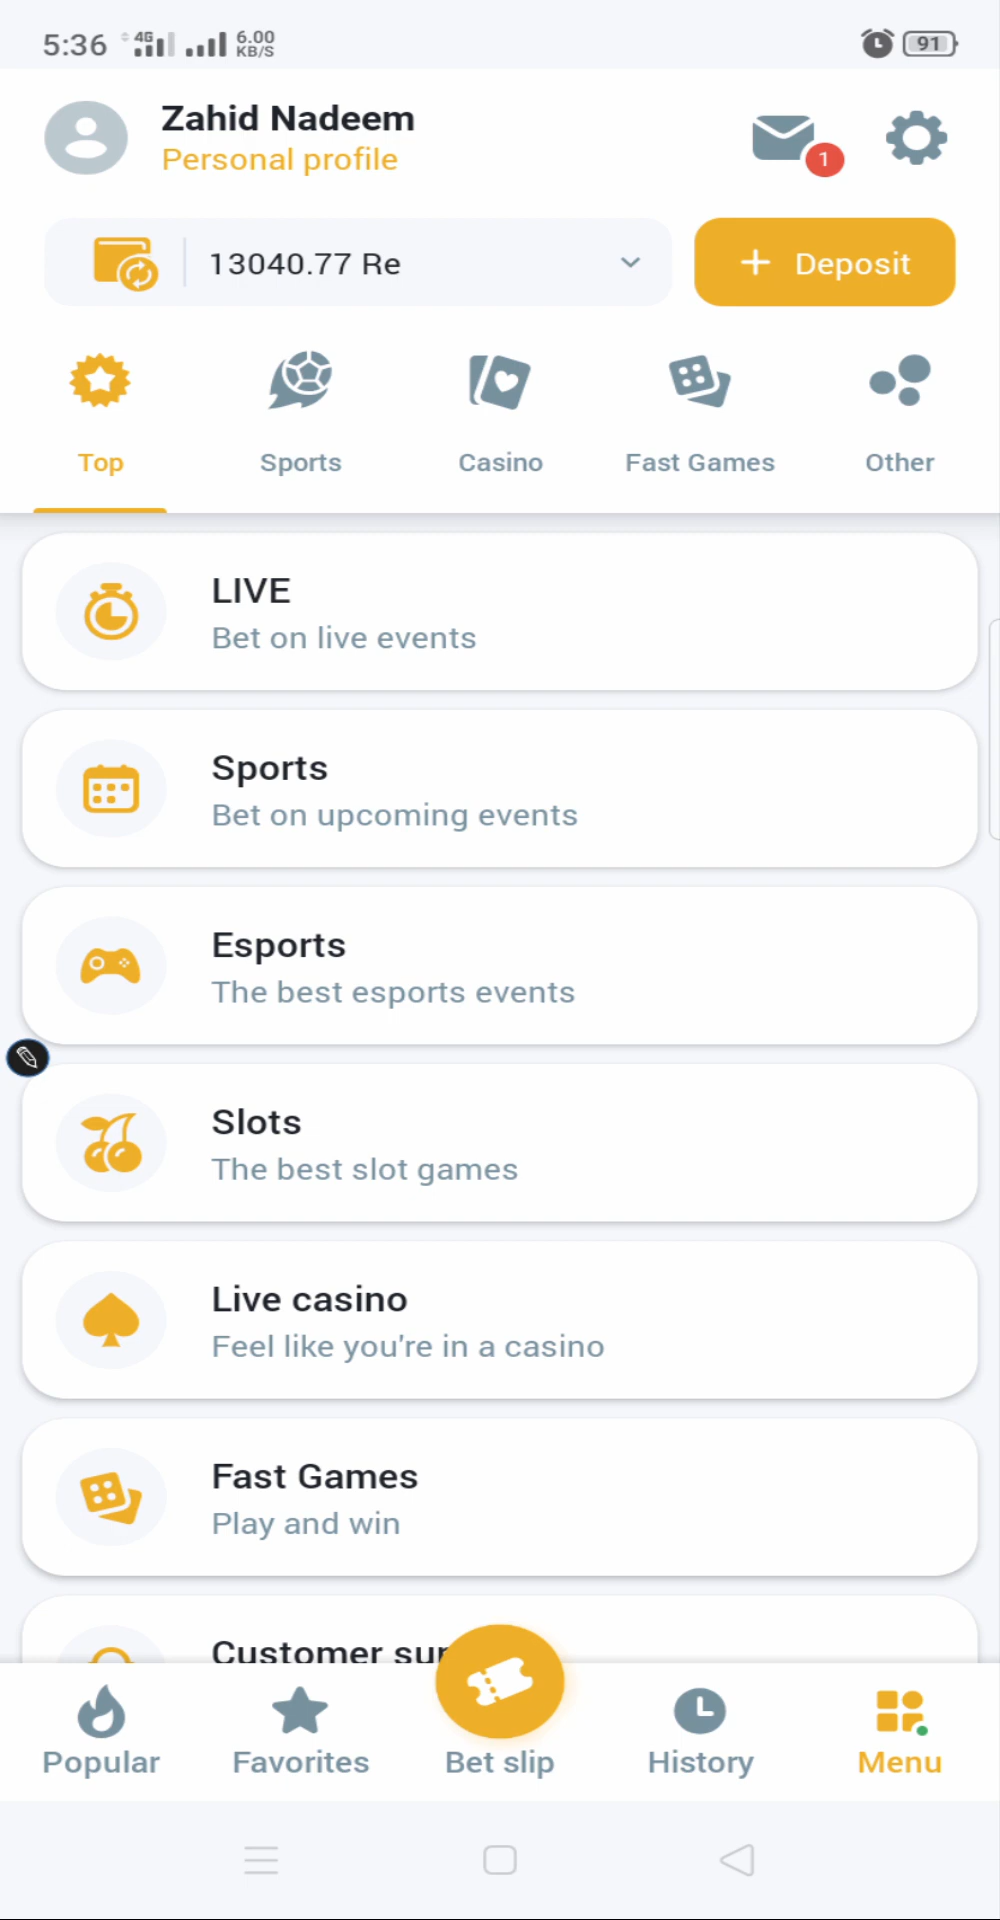 5:36 4G 6.00 KB/S 91
Zahid Nadeem
Personal profile
1
13040.77 Re
+ Deposit
Top Sports Casino Fast Games Other
LIVE
Bet on live events
Sports
Bet on upcoming events
Esports
The best esports events
Slots
The best slot games
Live casino
Feel like you're in a casino
Fast Games
Play and win
Customer
Popular Favorites Bet slip History Menu